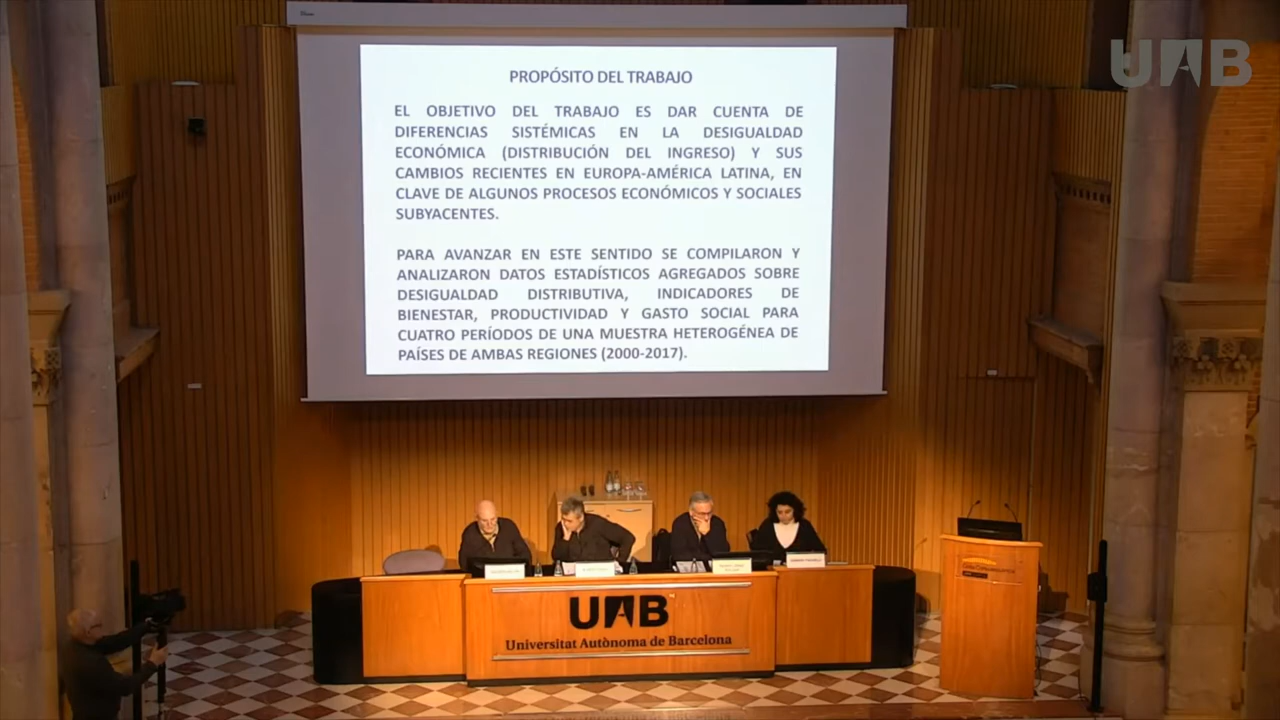 UAB
PROPÓSITO DEL TRABAJO
EL OBJETIVO DEL TRABAJO ES DAR CUENTA DE
DIFERENCIAS SISTÉMICAS EN LA DESIGUALDAD
ECONÓMICA (DISTRIBUCIÓN DEL INGRESO) Y SUS
CAMBIOS RECIENTES EN EUROPA-AMÉRICA LATINA, EN
CLAVE DE ALGUNOS PROCESOS ECONÓMICOS Y SOCIALES
SUBYACENTES.
PARA AVANZAR EN ESTE SENTIDO SE COMPILARON Y
ANALIZARON DATOS ESTADÍSTICOS AGREGADOS SOBRE
DESIGUALDAD DISTRIBUTIVA, INDICADORES DE
BIENESTAR, PRODUCTIVIDAD Y GASTO SOCIAL PARA
CUATRO PERÍODOS DE UNA MUESTRA HETEROGÉNEA DE
PAÍSES DE AMBAS REGIONES (2000-2017).
UAB
Universitat Autònoma de Barcelona